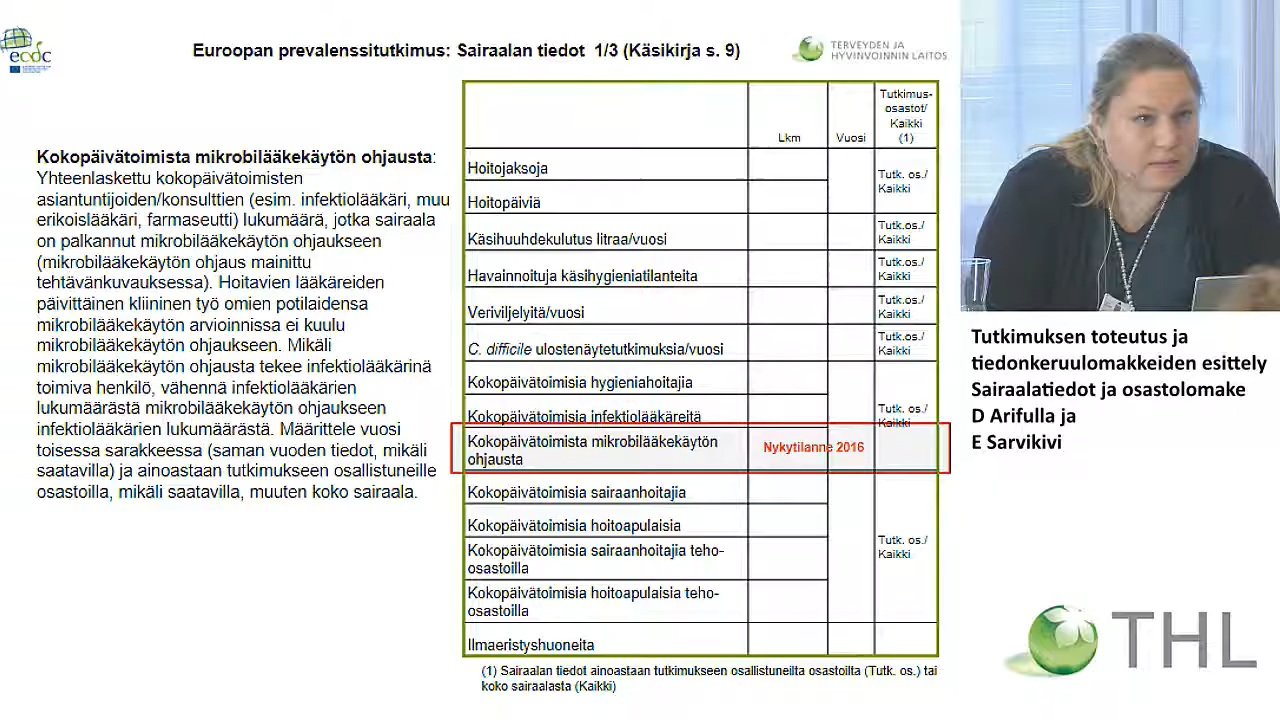 ecdc
Euroopan prevalenssitutkimus: Sairaalan tiedot 1/3 (Käsikirja s. 9)
TERVEYDEN JA
HYVINVOINNIN LAITOS
Kokopäivätoimista mikrobilääkekäytön ohjausta:
Yhteenlaskettu kokopäivätoimisten
asiantuntijoiden/konsulttien (esim. infektiolääkäri, muu
erikoislääkäri, farmaseutti) lukumäärä, jotka sairaala
on palkannut mikrobilääkekäytön ohjaukseen
(mikrobilääkekäytön ohjaus mainittu
tehtävänkuvauksessa). Hoitavien lääkäreiden
päivittäinen kliininen työ omien potilaidensa
mikrobilääkekäytön arvioinnissa ei kuulu
mikrobilääkekäytön ohjaukseen. Mikäli
mikrobilääkekäytön ohjausta tekee infektiolääkärinä
toimiva henkilö, vähennä infektiolääkärien
lukumäärästä mikrobilääkekäytön ohjaukseen
infektiolääkärien lukumäärästä. Määrittele vuosi
toisessa sarakkeessa (saman vuoden tiedot, mikäli
saatavilla) ja ainoastaan tutkimukseen osallistuneille
osastoilla, mikäli saatavilla, muuten koko sairaala.
Lkm
Vuosi
Tutkimus-
osastot/
Kaikki
(1)
Hoitojaksoja
Tutk. os./
Kaikki
Hoitopäiviä
Käsihuuhdekulutus litraa/vuosi
Tutk.os./
Kaikki
Havainnoituja käsihygieniatilanteita
Tutk.os./
Kaikki
Veriviljelyitä/vuosi
Tutk.os./
Kaikki
C. difficile ulostenäytetutkimuksia/vuosi
Tutk.os./
Kaikki
Kokopäivätoimisia hygieniahoitajia
Kokopäivätoimisia infektiolääkäreitä
Tutk. os./
Kaikki
Kokopäivätoimista mikrobilääkekäytön
ohjausta
Nykytilanne 2016
Kokopäivätoimisia sairaanhoitajia
Kokopäivätoimisia hoitoapulaisia
Tutk. os./
Kaikki
Kokopäivätoimisia sairaanhoitajia teho-
osastoilla
Kokopäivätoimisia hoitoapulaisia teho-
osastoilla
Ilmaeristyshuoneita
(1) Sairaalan tiedot ainoastaan tutkimukseen osallistuneilta osastoilta (Tutk. os.) tai
koko sairaalasta (Kaikki)
Tutkimuksen toteutus ja
tiedonkeruulomakkeiden esittely
Sairaalatiedot ja osastolomake
D Arifulla ja
E Sarvikivi
THL